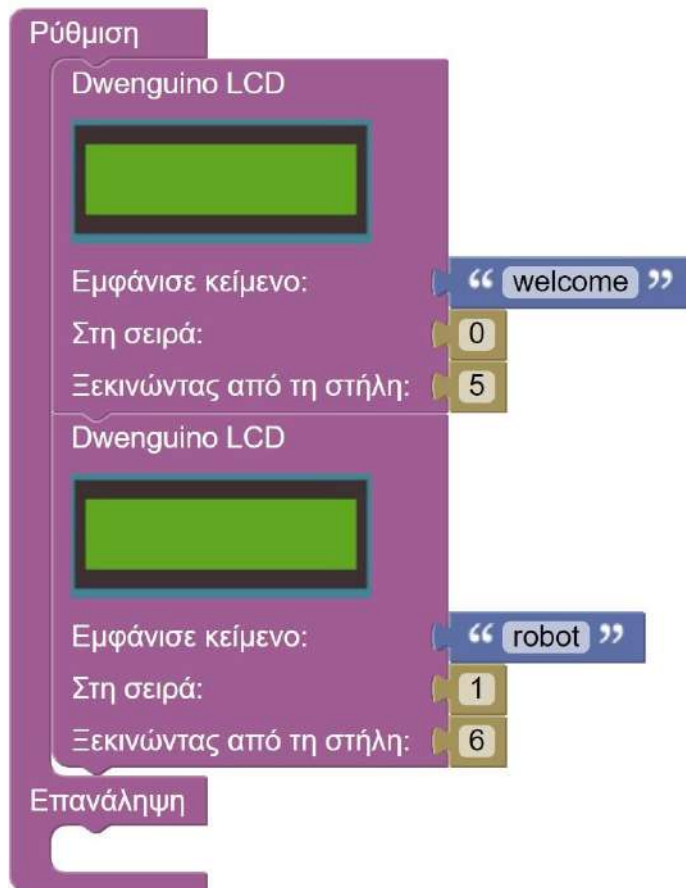 Ρύθμιση
Dwenguino LCD
Εμφάνισε κείμενο: “ welcome ”
Στη σειρά: 0
Ξεκινώντας από τη στήλη: 5
Dwenguino LCD
Εμφάνισε κείμενο: “ robot ”
Στη σειρά: 1
Ξεκινώντας από τη στήλη: 6
Επανάληψη